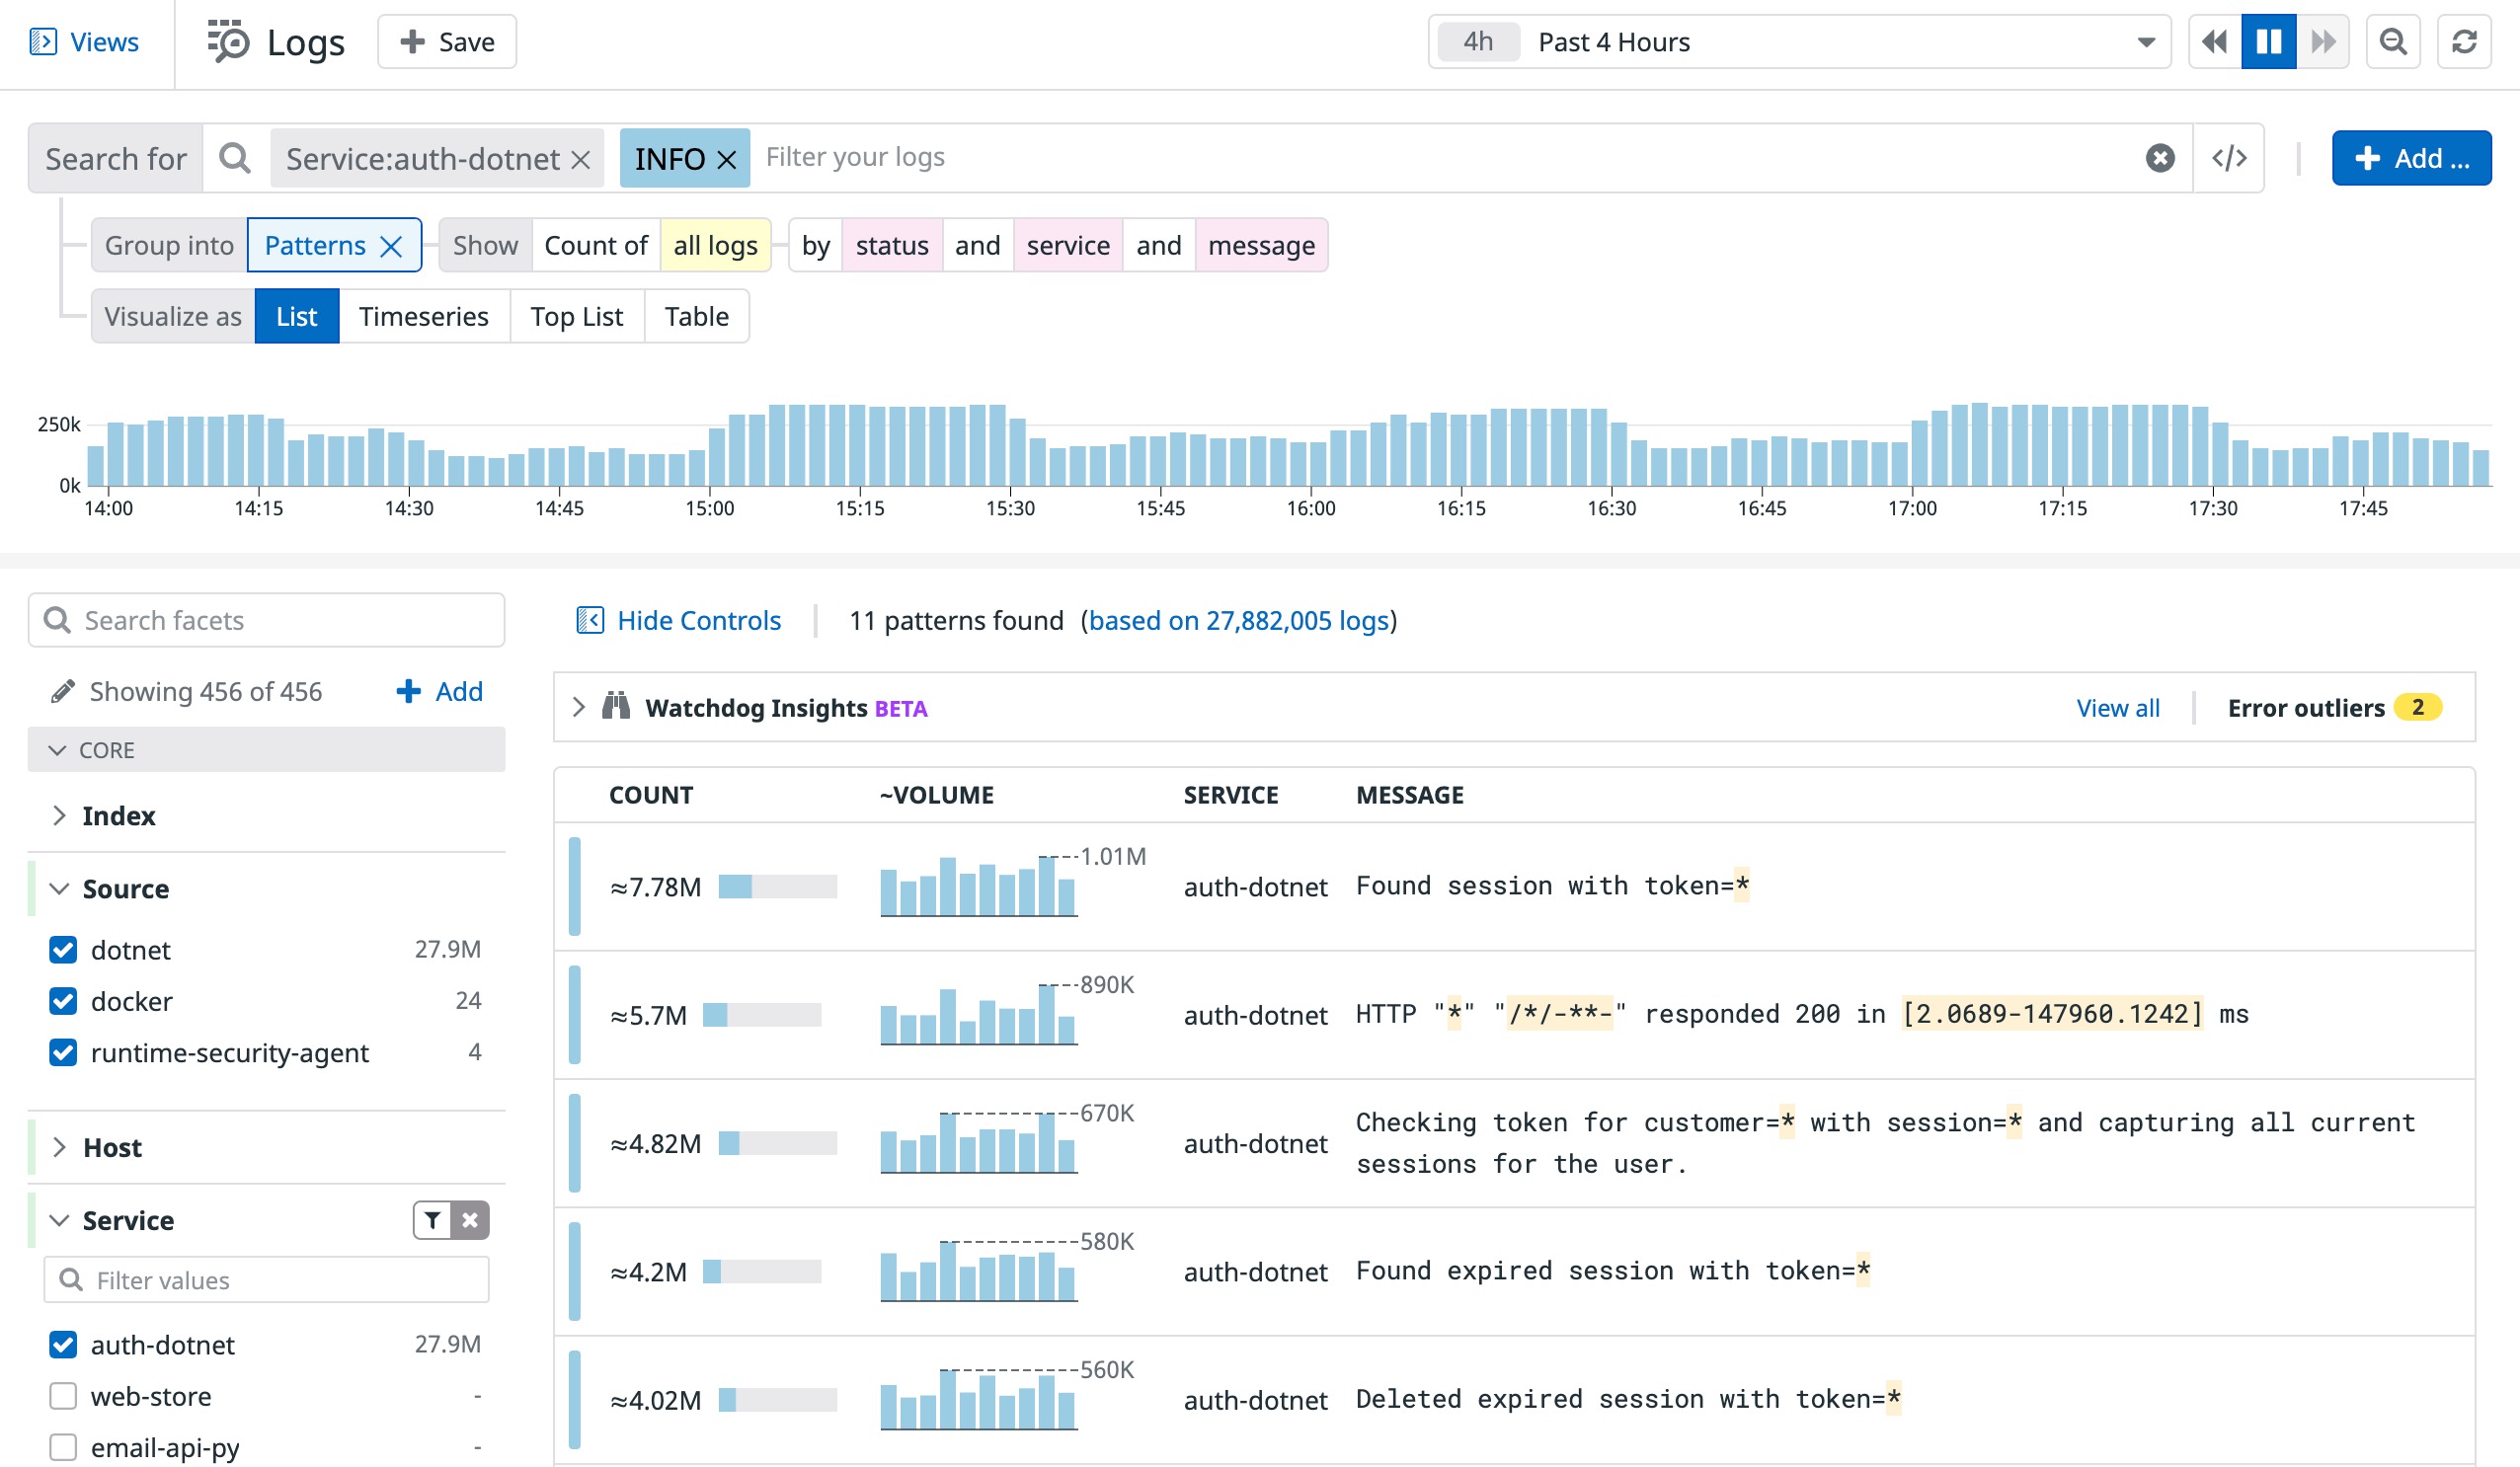 Views
Logs
Save
4h Past 4 Hours
Search for Service:auth-dotnet INFO Filter your logs </> Add ...
Group into Patterns Show Count of all logs by status and service and message
Visualize as List Timeseries Top List Table
250k
0k
14:00 14:15 14:30 14:45 15:00 15:15 15:30 15:45 16:00 16:15 16:30 16:45 17:00 17:15 17:30 17:45
Search facets
Showing 456 of 456 Add
CORE
Index
Source
dotnet 27.9M
docker 24
runtime-security-agent 4
Host
Service
Filter values
auth-dotnet 27.9M
web-store -
email-api-py -
Hide Controls 11 patterns found (based on 27,882,005 logs)
Watchdog Insights BETA View all Error outliers 2
COUNT ~VOLUME SERVICE MESSAGE
≈7.78M 1.01M auth-dotnet Found session with token=*
≈5.7M 890K auth-dotnet HTTP "*" "/*/-**-" responded 200 in [2.0689-147960.1242] ms
≈4.82M 670K auth-dotnet Checking token for customer=* with session=* and capturing all current
sessions for the user.
≈4.2M 580K auth-dotnet Found expired session with token=*
≈4.02M 560K auth-dotnet Deleted expired session with token=*